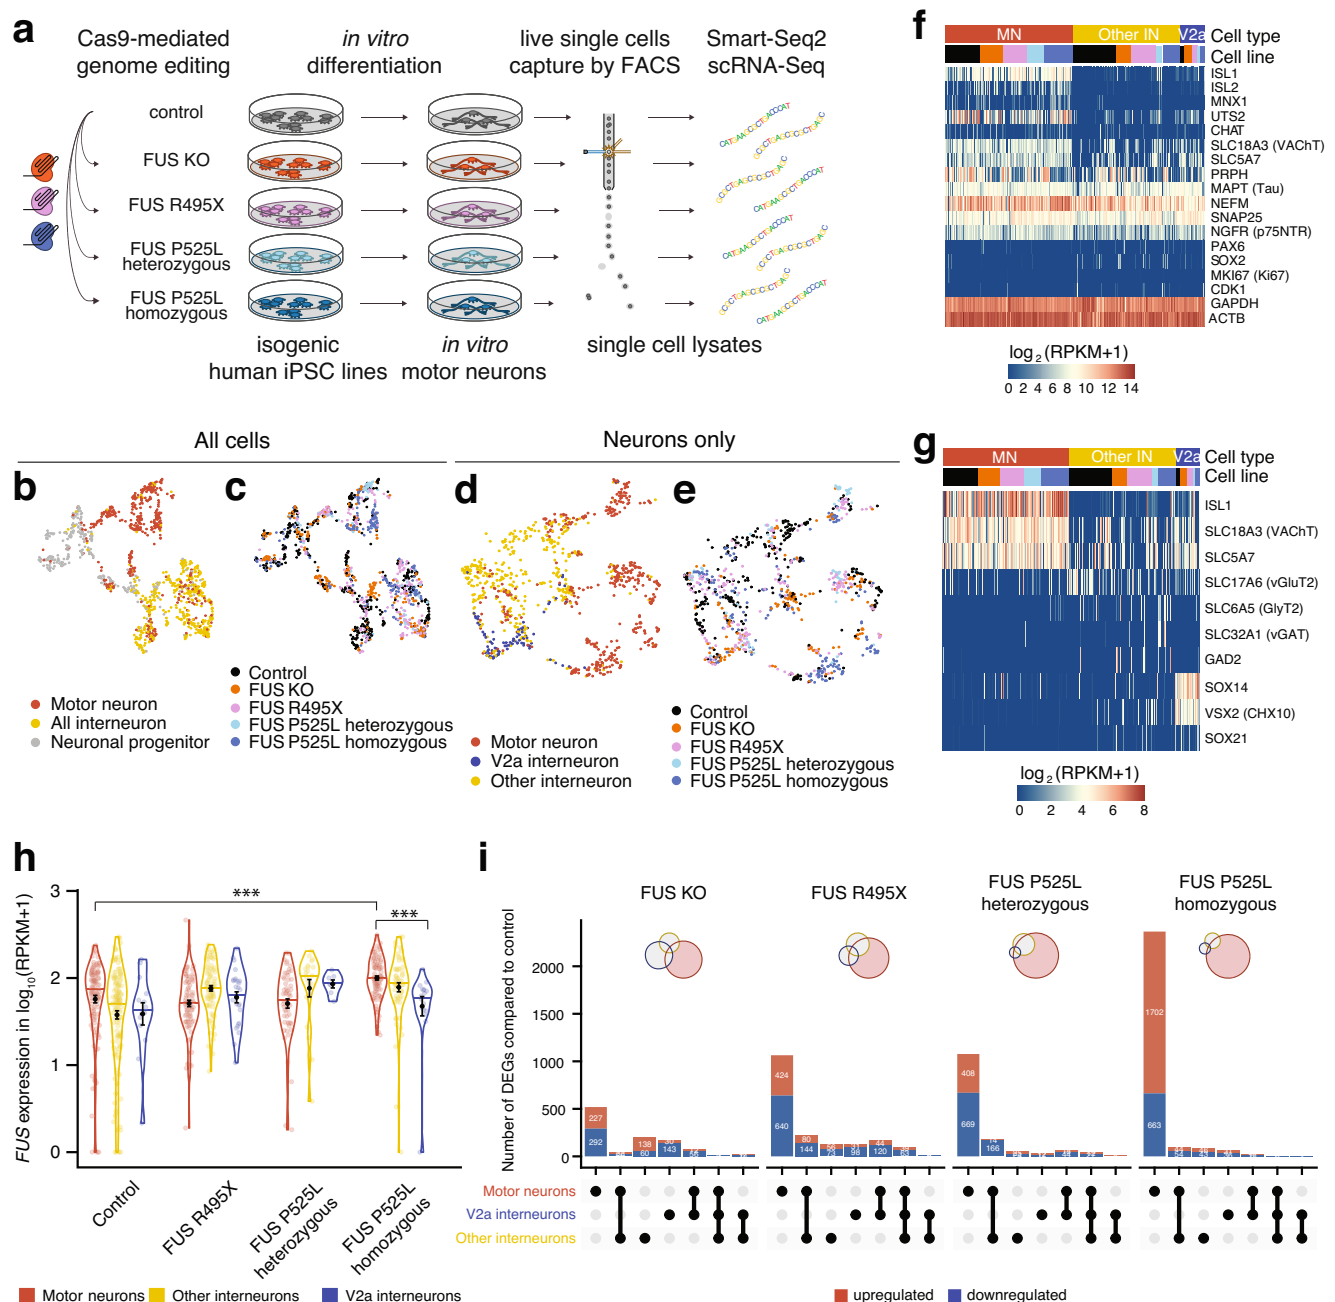 a
Cas9-mediated
genome editing
in vitro
differentiation
live single cells
capture by FACS
Smart-Seq2
scRNA-Seq
control
FUS KO
FUS R495X
FUS P525L
heterozygous
FUS P525L
homozygous
isogenic
human iPSC lines
in vitro
motor neurons
single cell lysates
All cells
Neurons only
b
c
d
e
Motor neuron
All interneuron
Neuronal progenitor
Control
FUS KO
FUS R495X
FUS P525L heterozygous
FUS P525L homozygous
Motor neuron
V2a interneuron
Other interneuron
Control
FUS KO
FUS R495X
FUS P525L heterozygous
FUS P525L homozygous
f
MN Other IN V2a Cell type
Cell line
ISL1
ISL2
MNX1
UTS2
CHAT
SLC18A3 (VAChT)
SLC5A7
PRPH
MAPT (Tau)
NEFM
SNAP25
NGFR (p75NTR)
PAX6
SOX2
MKI67 (Ki67)
CDK1
GAPDH
ACTB
log2(RPKM+1)
0 2 4 6 8 10 12 14
g
MN Other IN V2a Cell type
Cell line
ISL1
SLC18A3 (VAChT)
SLC5A7
SLC17A6 (vGluT2)
SLC6A5 (GlyT2)
SLC32A1 (vGAT)
GAD2
SOX14
VSX2 (CHX10)
SOX21
log2(RPKM+1)
0 2 4 6 8
h
FUS expression in log10(RPKM+1)
3
2
1
0
***
***
Control
FUS R495X
FUS P525L
heterozygous
FUS P525L
homozygous
Motor neurons
Other interneurons
V2a interneurons
i
FUS KO
FUS R495X
FUS P525L
heterozygous
FUS P525L
homozygous
Number of DEGs compared to control
2000
1500
1000
500
0
227
292
138
60
143
424
640
80
144
98
44
120
408
669
14
166
1702
663
Motor neurons
V2a interneurons
Other interneurons
upregulated
downregulated